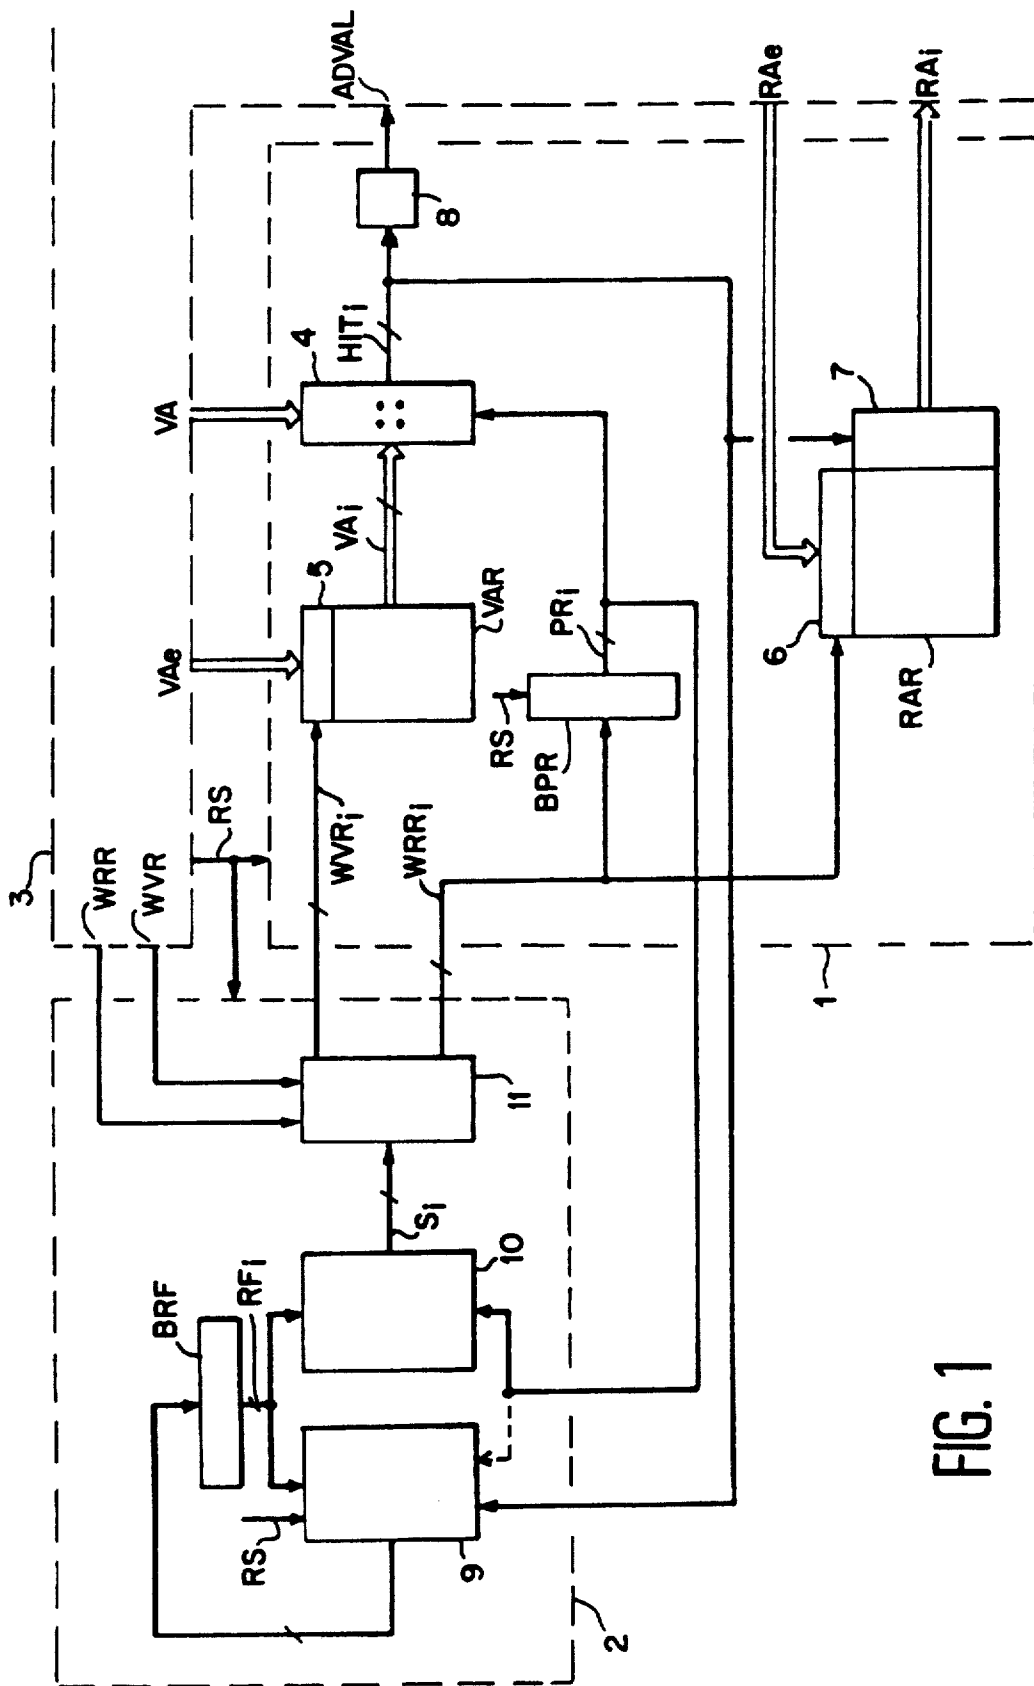 3
WRR
WVR
RS
VAe
VA
ADVAL
BRF
RFi
RS
9
10
Si
11
2
WVRi
WRRi
5
VAi
VAR
4
HITi
8
RS
BPR
PRi
1
6
RAR
7
RAe
RAi
FIG. 1